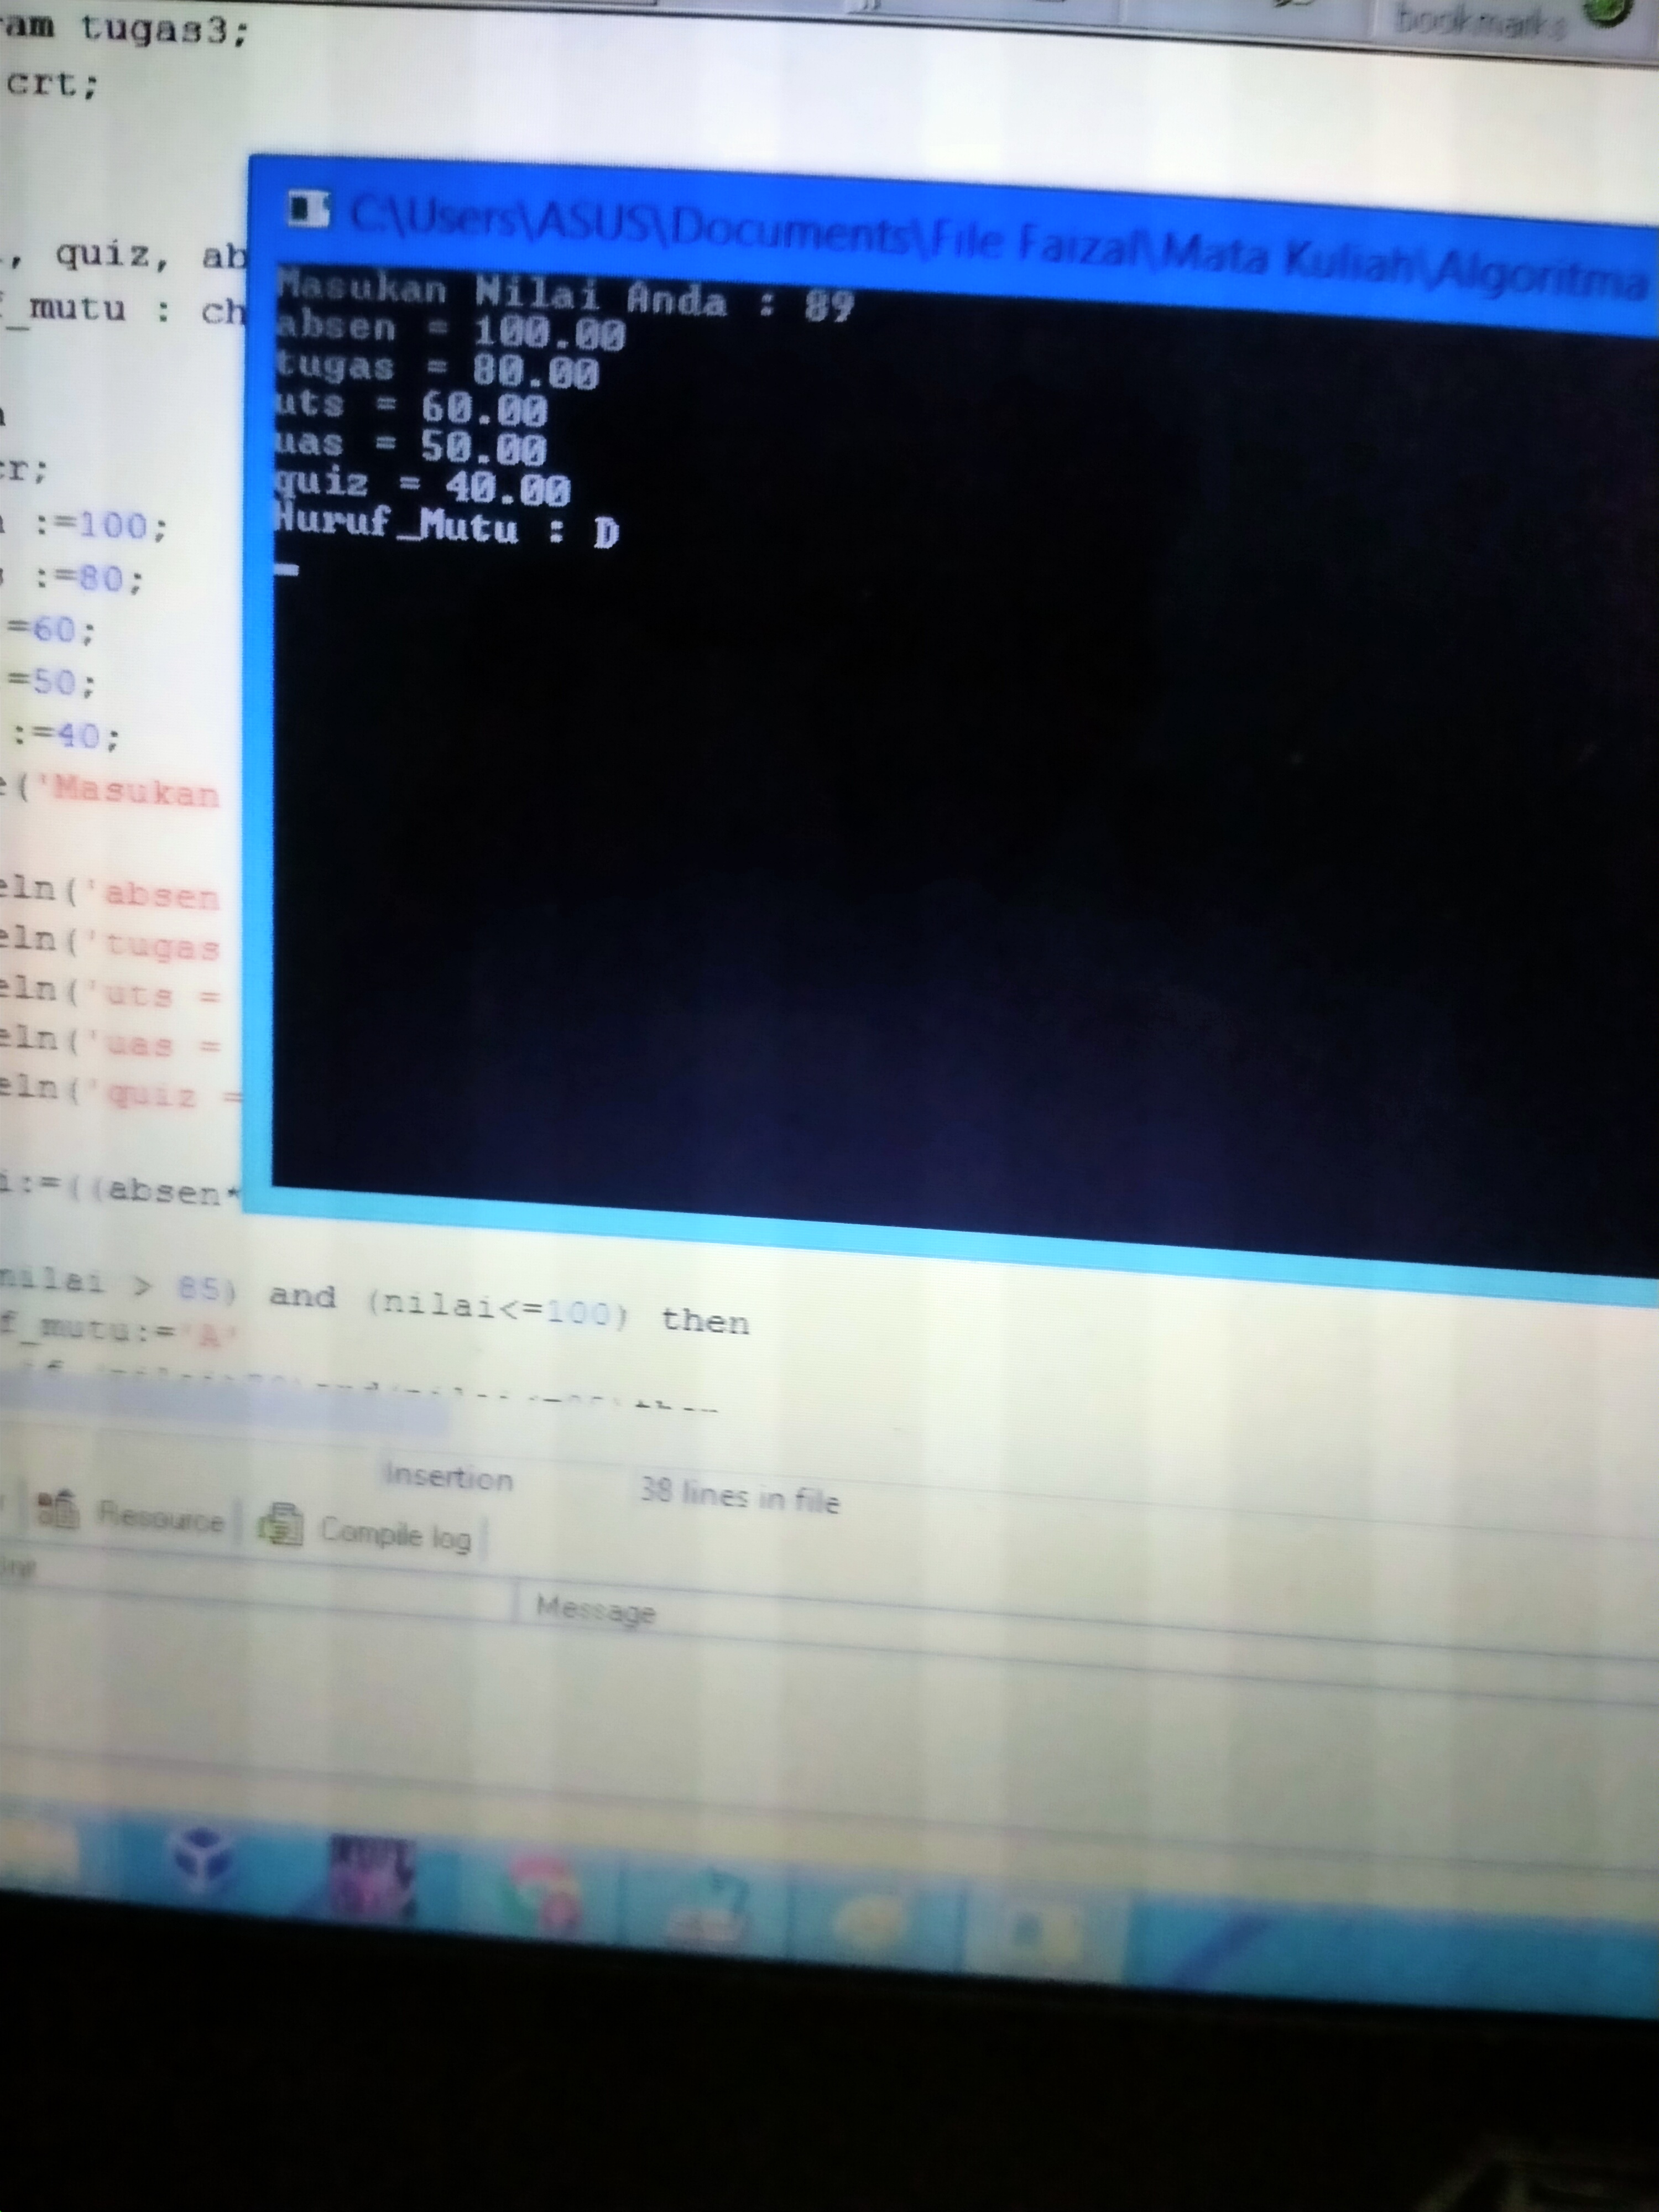 bookmarks
am tugas3;
crt;
C:\Users\ASUS\Documents\File Faizal\Mata Kuliah\Algoritma
, quiz, ab
_mutu : ch
Masukan Nilai Anda : 89
absen = 100.00
tugas = 80.00
uts = 60.00
uas = 50.00
quiz = 40.00
Huruf_Mutu : D
r;
:=100;
:=80;
=60;
=50;
:=40;
e('Masukan
eln('absen
eln('tugas
eln('uts =
eln('uas =
eln('quiz =
i:=((absen*
nilai > 85) and (nilai<=100) then
f_mutu:='A'
Insertion 38 lines in file
Resource Compile log
Message